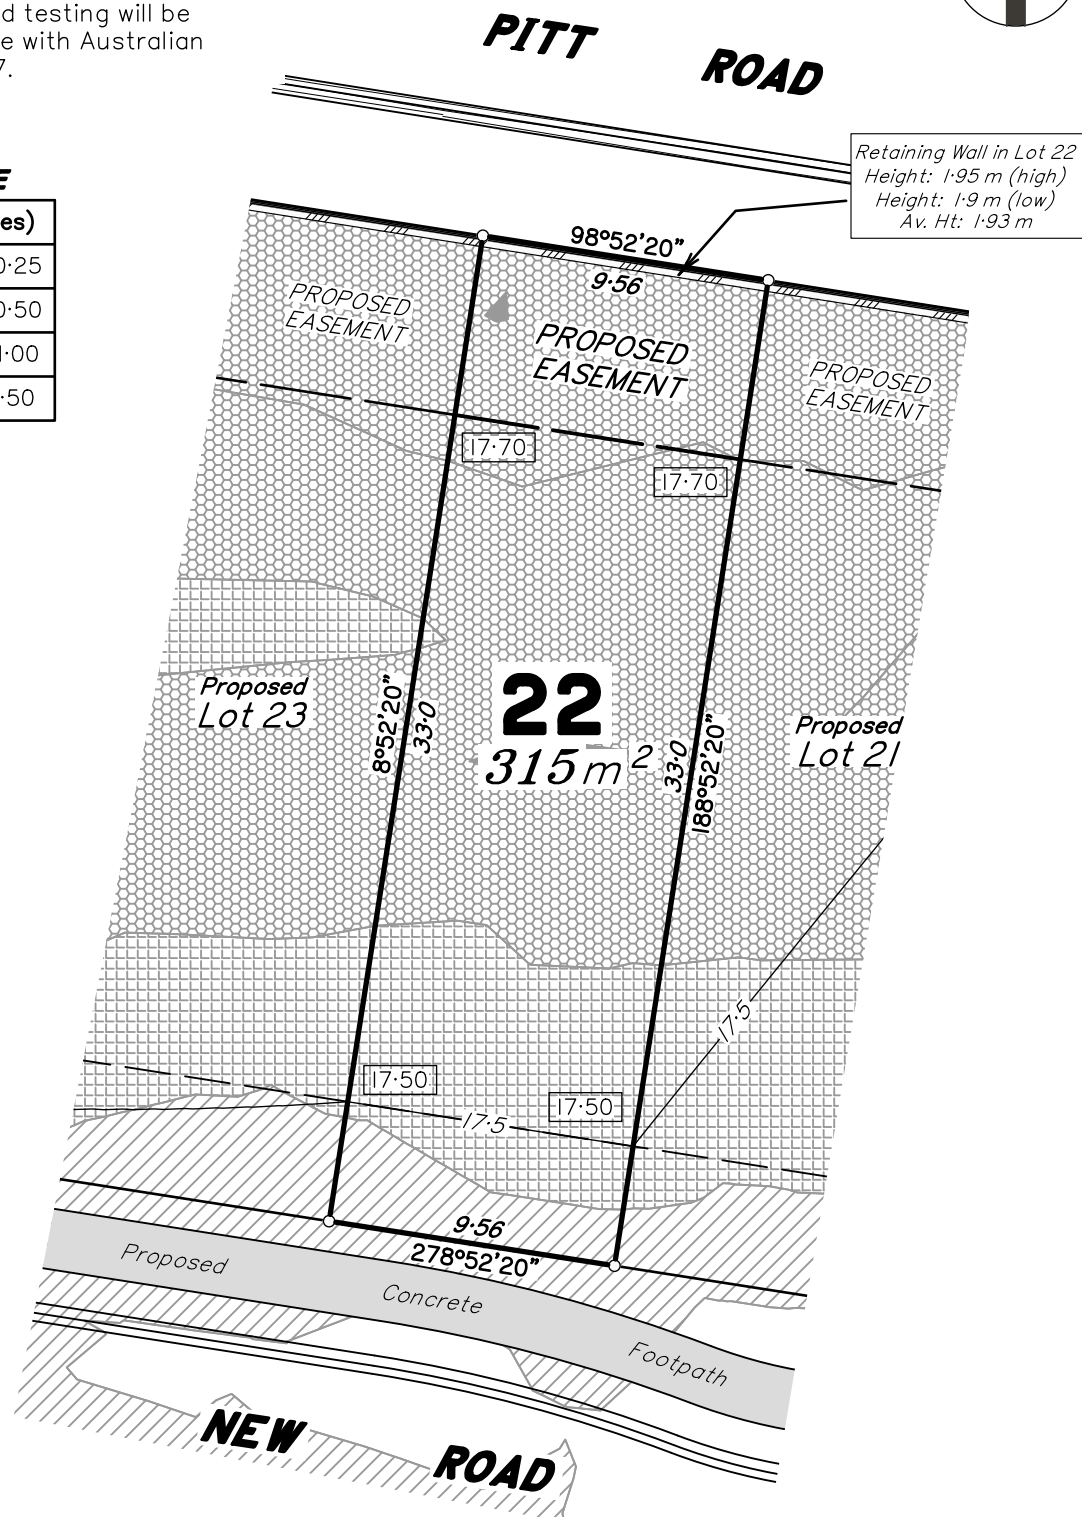 d testing will be
e with Australian
7.
PITT ROAD
E
es)
0·25
0·50
1·00
·50
Retaining Wall in Lot 22
Height: 1·95 m (high)
Height: 1·9 m (low)
Av. Ht: 1·93 m
98°52'20"
9·56
PROPOSED
EASEMENT
PROPOSED
EASEMENT
PROPOSED
EASEMENT
17·70
17·70
Proposed
Lot 23
8°52'20"
33·0
22
315 m²
33·0
188°52'20"
Proposed
Lot 21
17·5
17·50
17·50
17·5
9·56
278°52'20"
Proposed Concrete Footpath
NEW ROAD